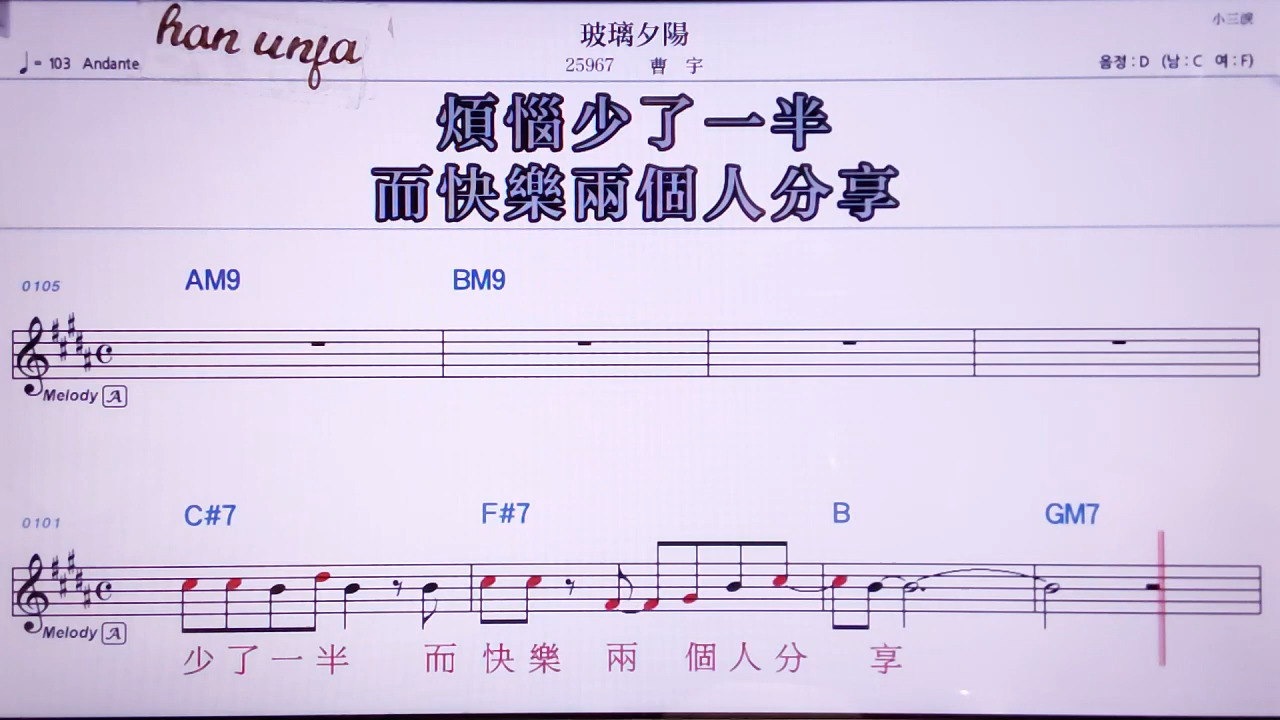 han unfa
玻璃夕陽
小三淚
♩= 103 Andante
25967 曹 宇
음정 : D (남 : C 여 : F)
煩惱少了一半
而快樂兩個人分享
0105 AM9 BM9
Melody A
0101 C#7 F#7 B GM7
Melody A
少了一半 而快樂 兩 個人分 享